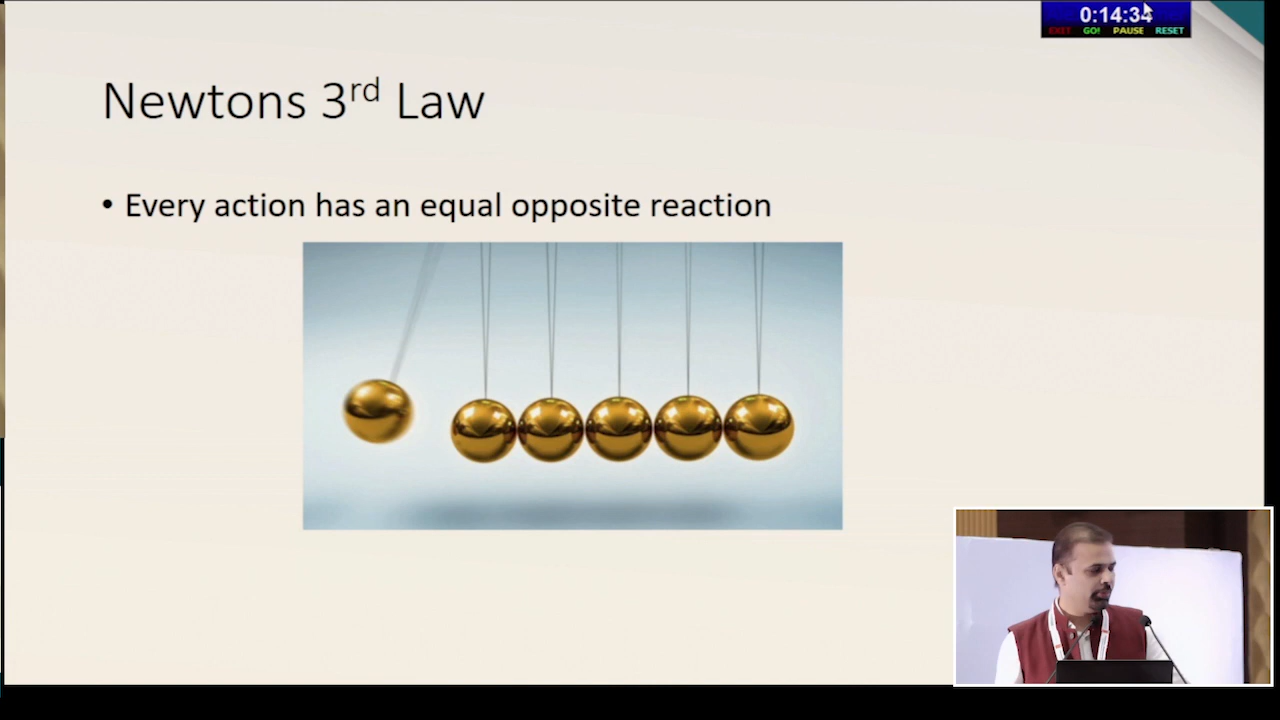 0:14:34
EXIT GO! PAUSE RESET
Newtons 3rd Law
• Every action has an equal opposite reaction